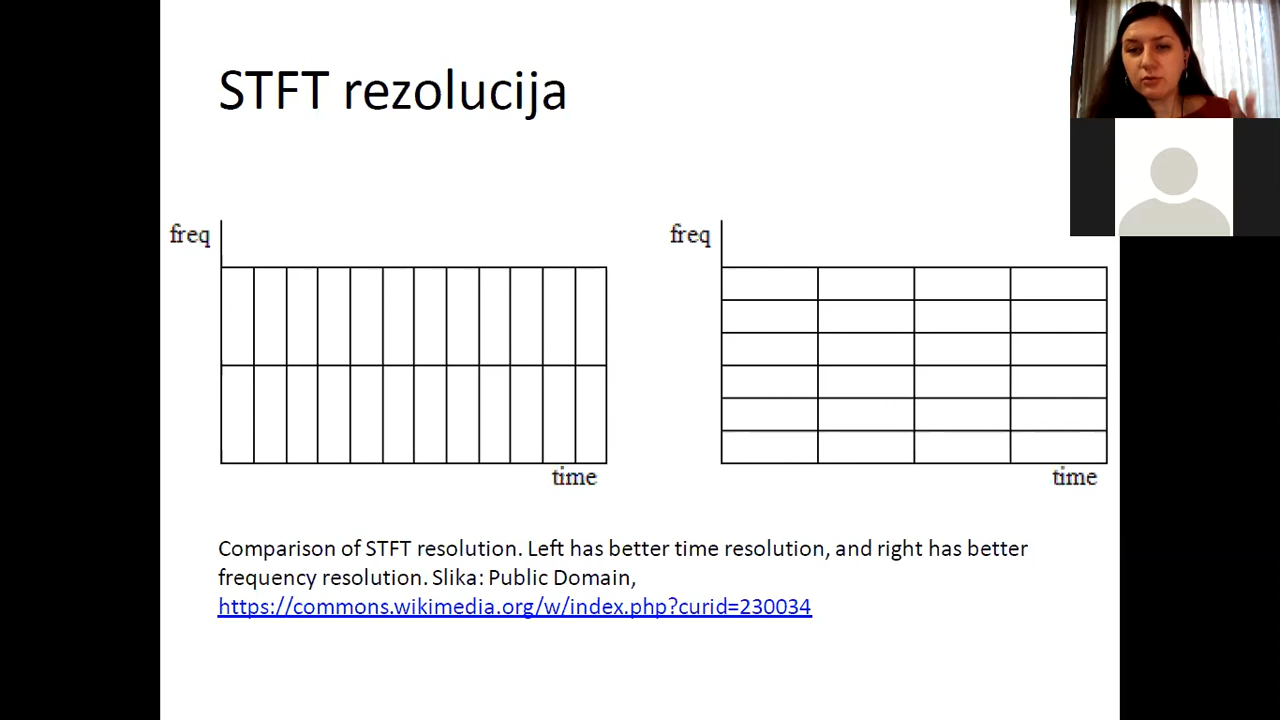 STFT rezolucija
freq
time
freq
time
Comparison of STFT resolution. Left has better time resolution, and right has better
frequency resolution. Slika: Public Domain,
https://commons.wikimedia.org/w/index.php?curid=230034